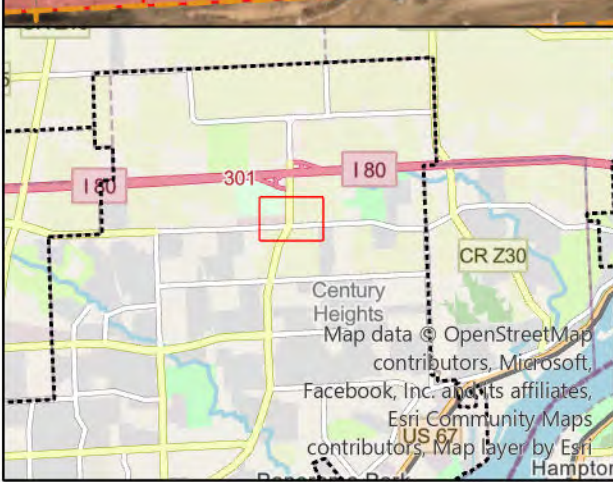 I 80
301
I 80
CR Z30
Century
Heights
Map data © OpenStreetMap
contributors, Microsoft,
Facebook, Inc. and its affiliates,
Esri Community Maps
contributors, Map layer by Esri
US 67
Hampton